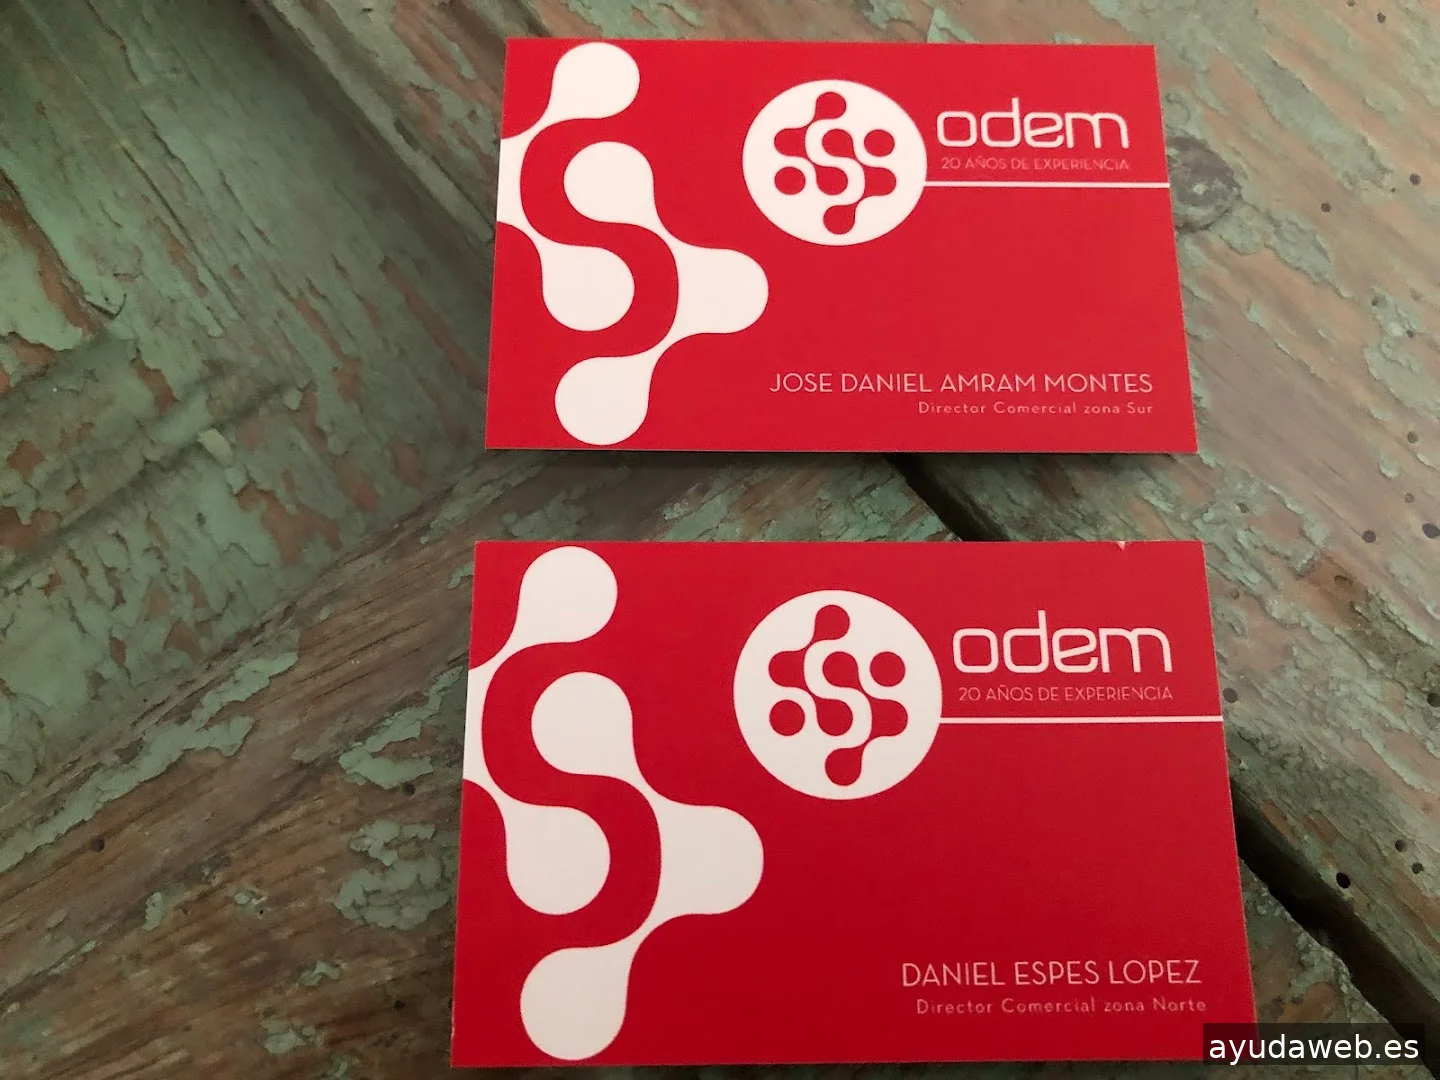 odem
20 AÑOS DE EXPERIENCIA
JOSE DANIEL AMRAM MONTES
Director Comercial zona Sur
odem
20 AÑOS DE EXPERIENCIA
DANIEL ESPES LOPEZ
Director Comercial zona Norte
ayudaweb.es